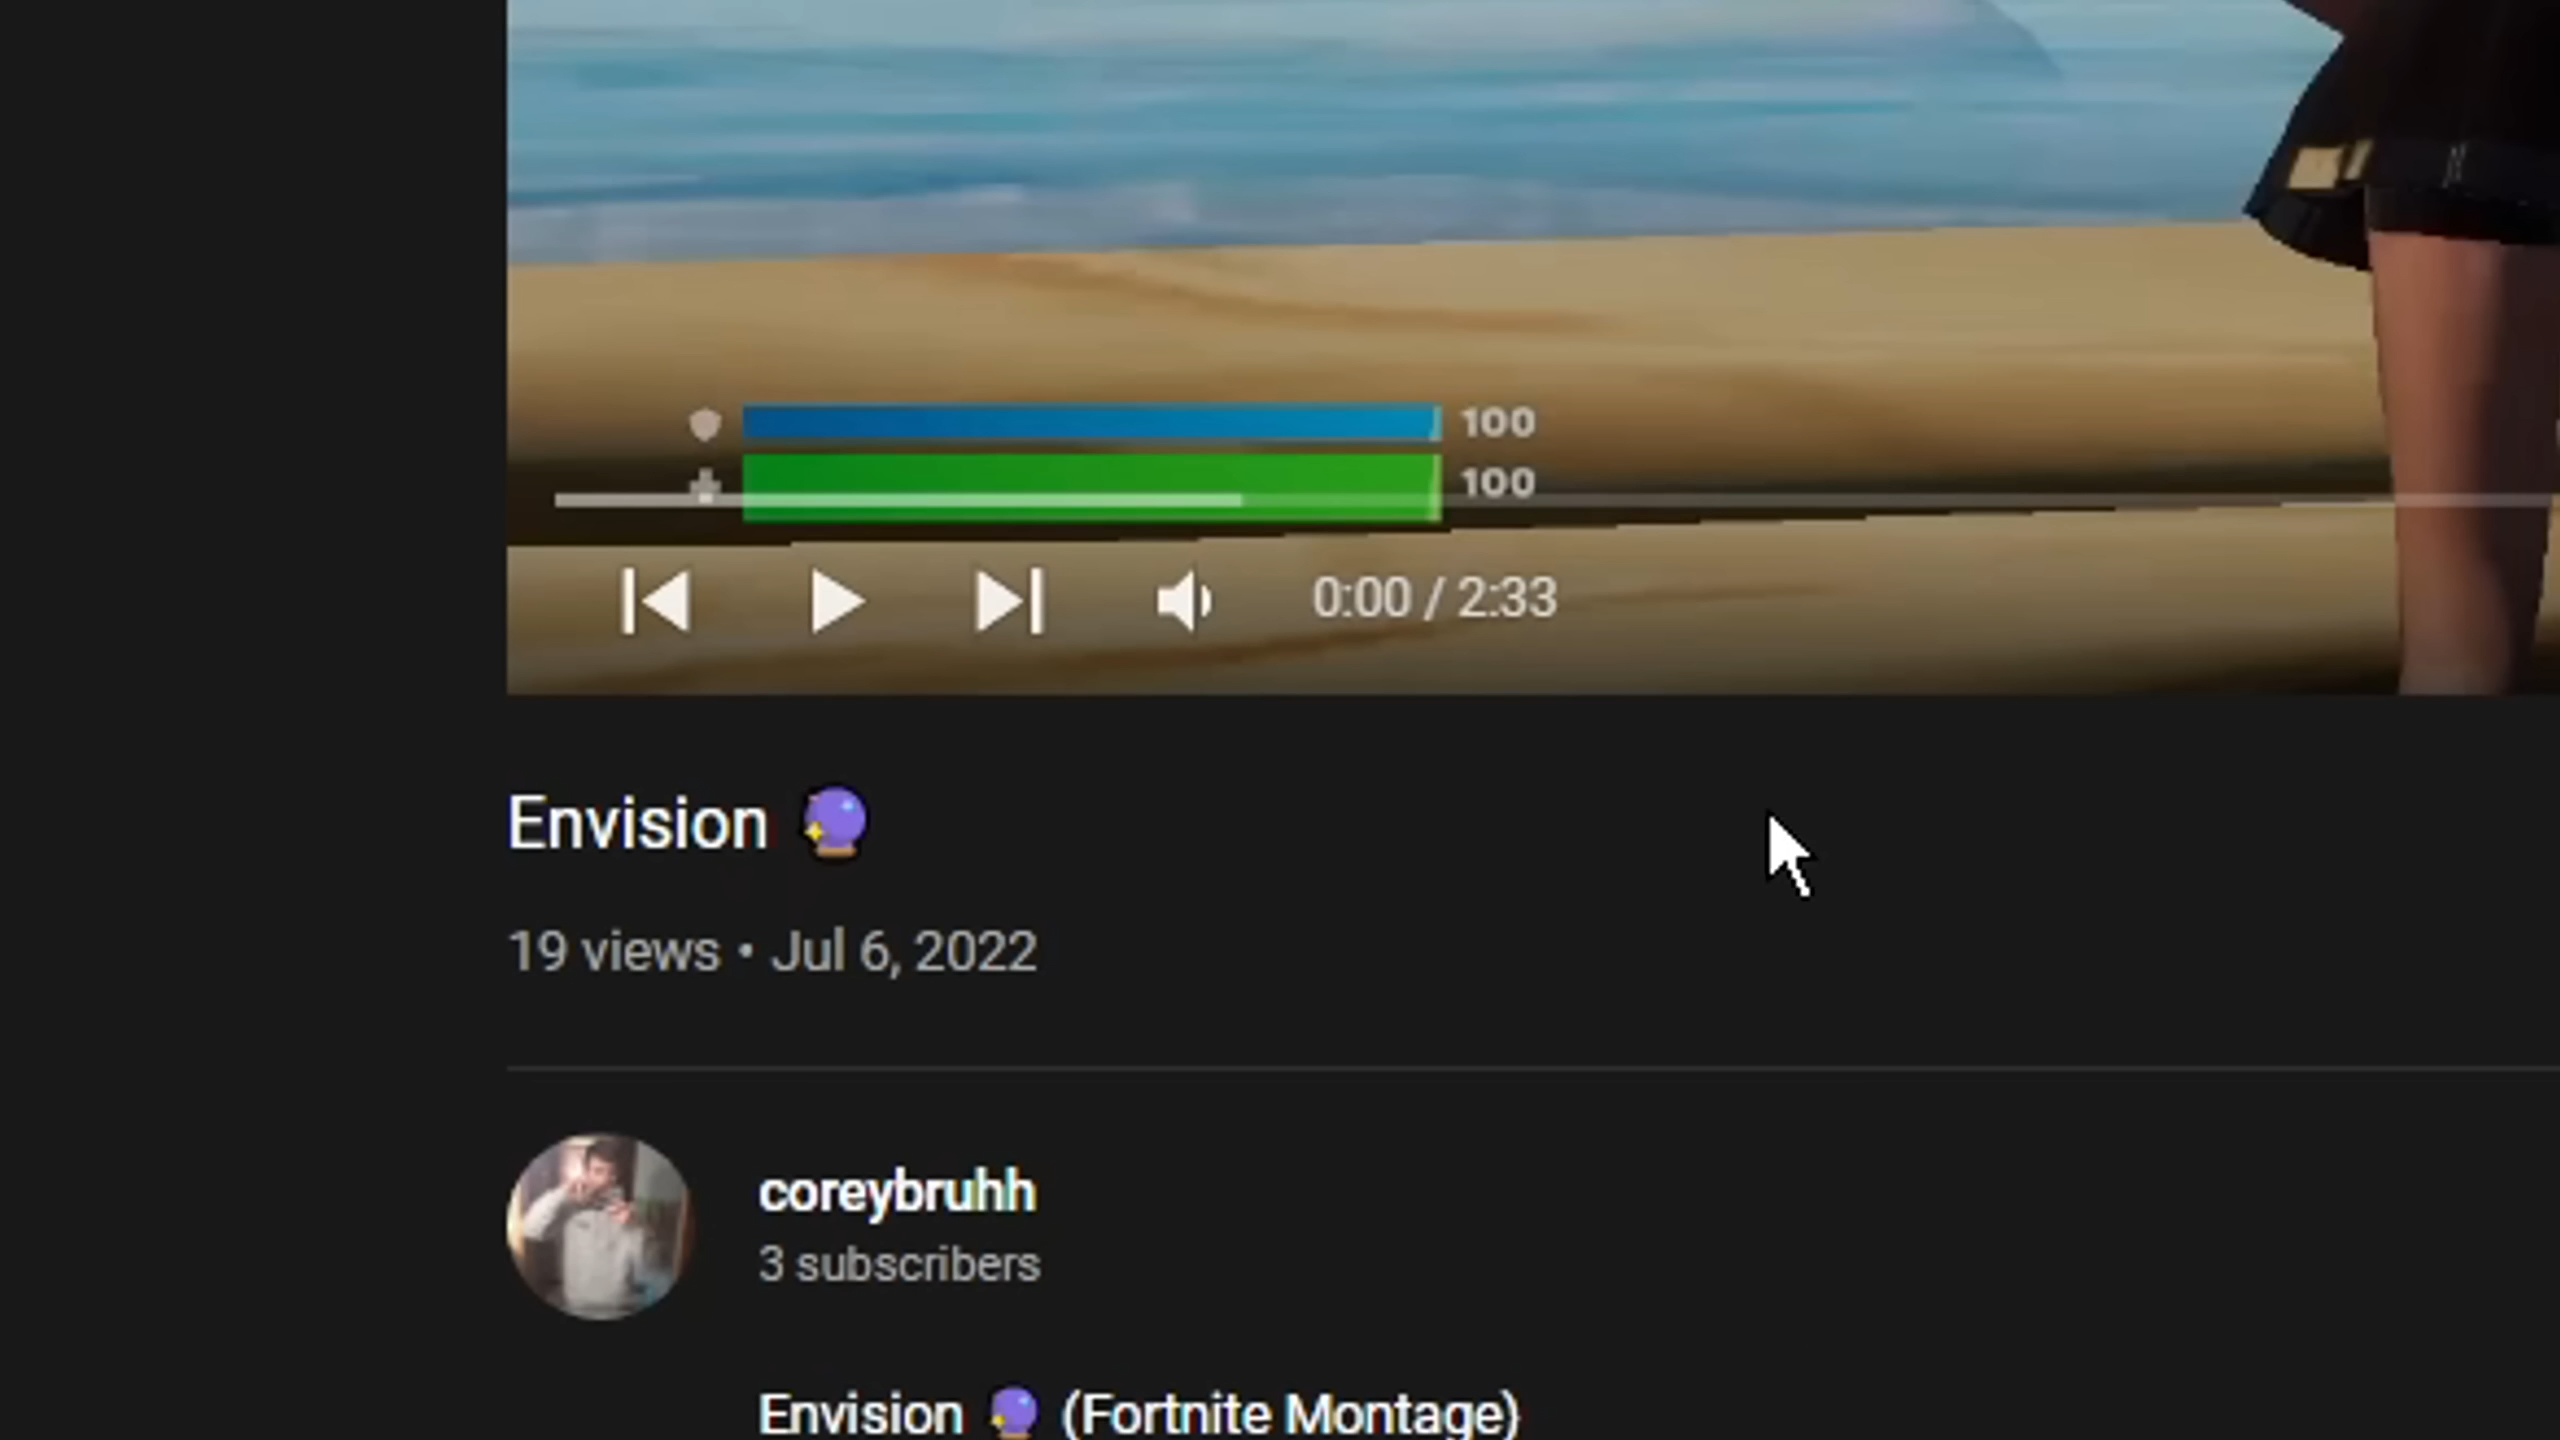 100
100
0:00 / 2:33
Envision 🔮
19 views • Jul 6, 2022
coreybruhh
3 subscribers
Envision 🔮 (Fortnite Montage)